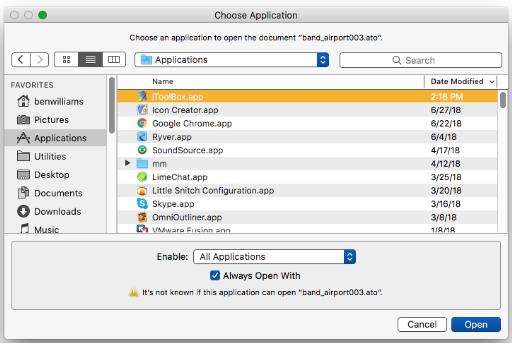 Choose Application
Choose an application to open the document "band_airport003.ato".
Applications
Search
FAVORITES
benwilliams
Pictures
Applications
Utilities
Desktop
Documents
Downloads
Music
Name Date Modified
iToolBox.app 2:16 PM
Icon Creator.app 6/27/18
Google Chrome.app 6/22/18
Ryver.app 6/4/18
SoundSource.app 4/17/18
mm 4/12/18
LimeChat.app 3/25/18
Little Snitch Configuration.app 3/20/18
Skype.app 3/16/18
OmniOutliner.app 3/8/18
VMware Fusion.app 1/8/18
Enable: All Applications
Always Open With
It's not known if this application can open "band_airport003.ato".
Cancel Open